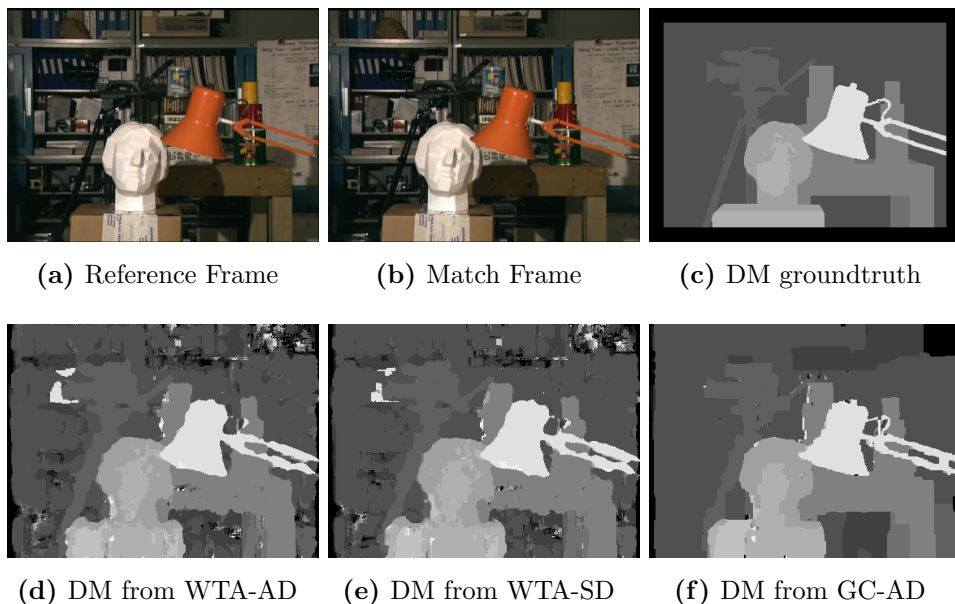 (a) Reference Frame
(b) Match Frame
(c) DM groundtruth
(d) DM from WTA-AD
(e) DM from WTA-SD
(f) DM from GC-AD